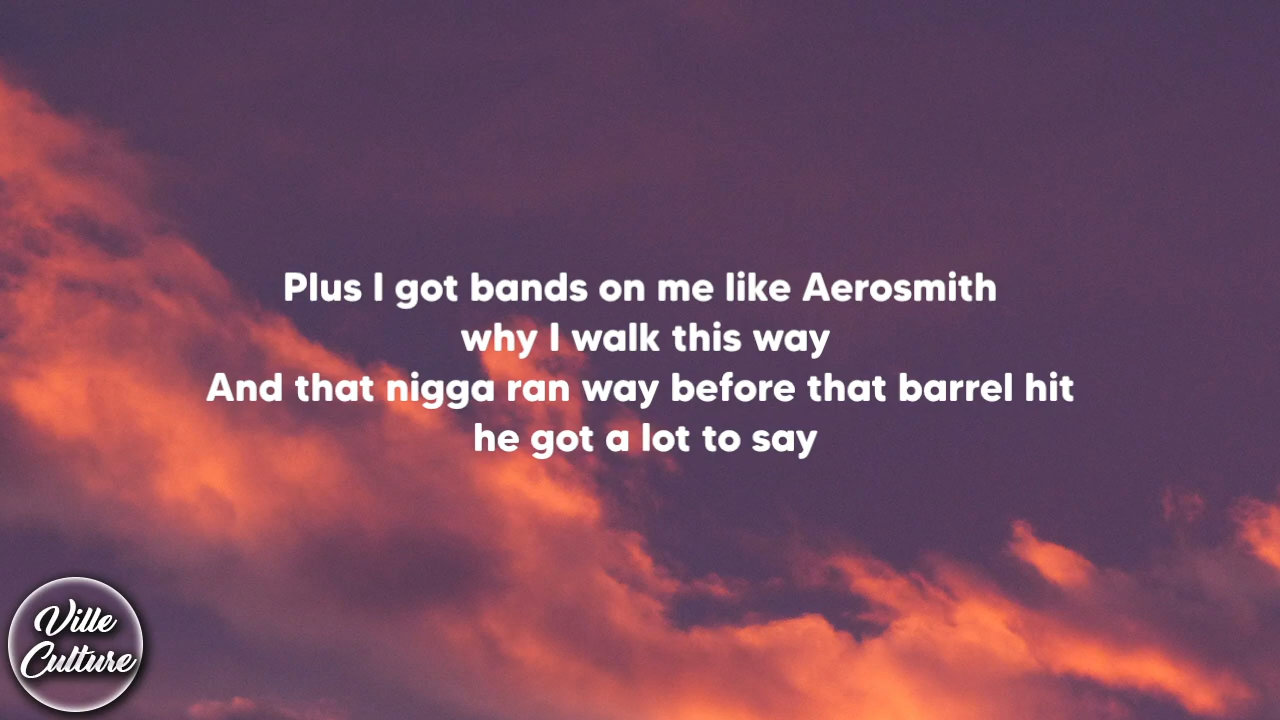 Plus I got bands on me like Aerosmith
why I walk this way
And that nigga ran way before that barrel hit
he got a lot to say
Ville
Culture